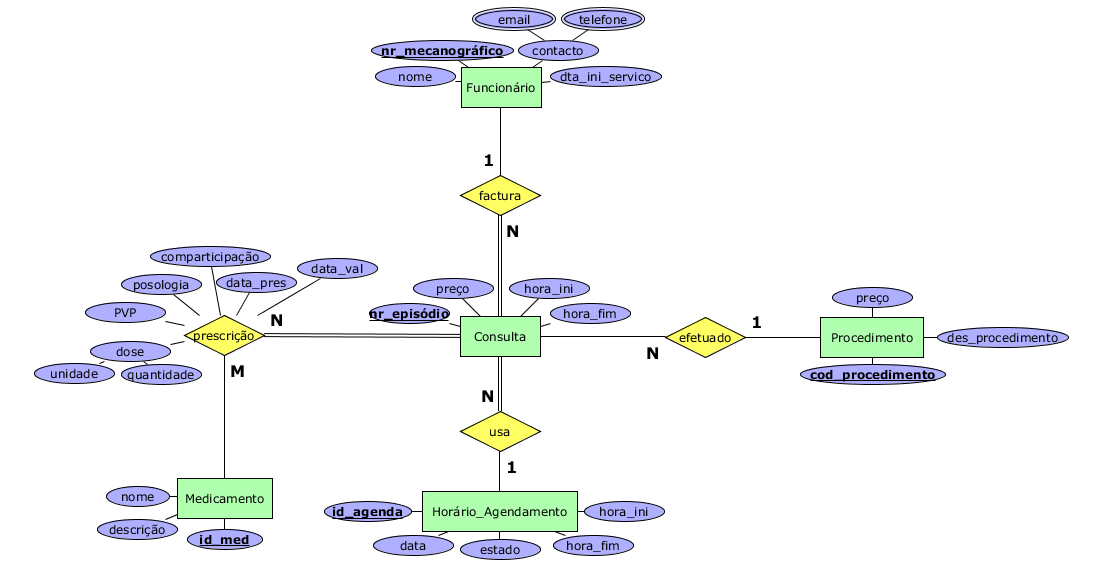 email
telefone
nr_mecanográfico
contacto
nome
dta_ini_servico
Funcionário
1
factura
N
comparticipação
data_val
posologia
data_pres
preço
hora_ini
preço
PVP
nr_episódio
hora_fim
N
1
prescrição
Consulta
efetuado
Procedimento
des_procedimento
dose
N
unidade
quantidade
M
cod_procedimento
N
usa
1
nome
Medicamento
id_agenda
Horário_Agendamento
hora_ini
descrição
id_med
data
estado
hora_fim